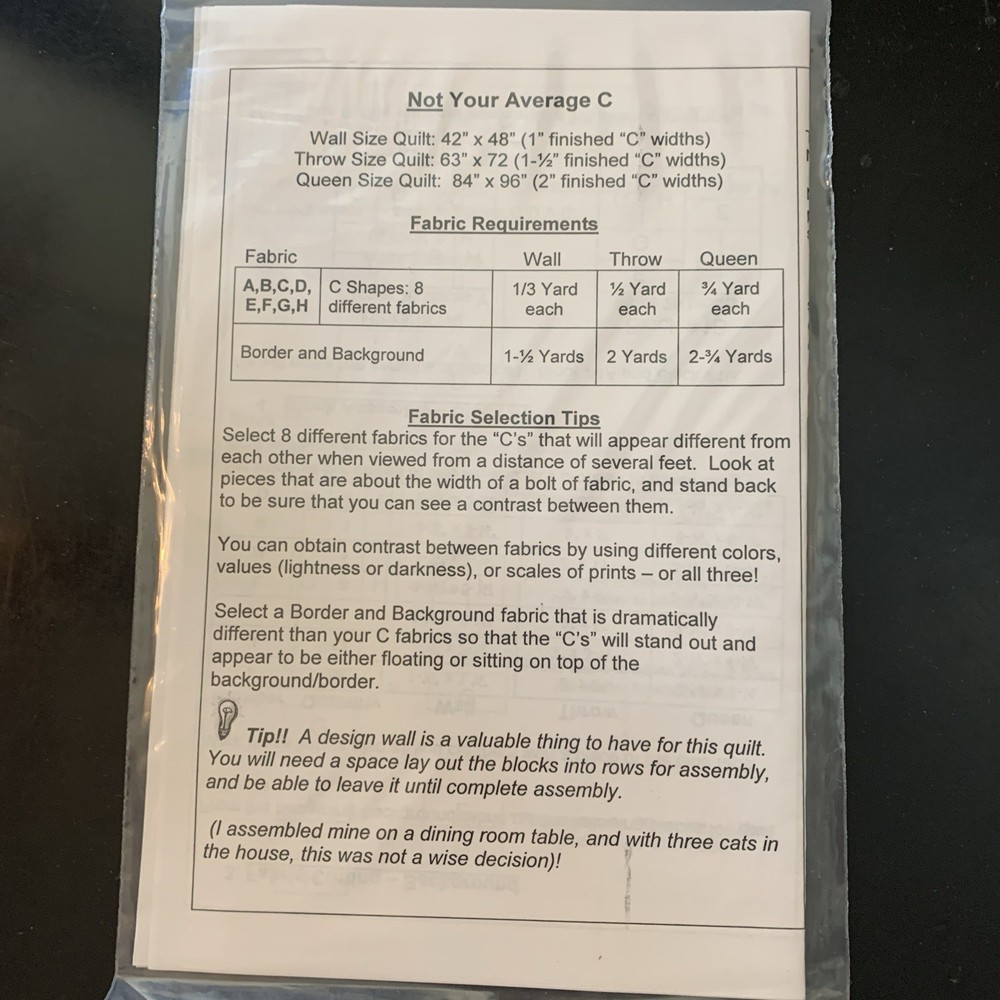 Not Your Average C
Wall Size Quilt: 42" x 48" (1" finished “C” widths)
Throw Size Quilt: 63" x 72 (1-½" finished “C” widths)
Queen Size Quilt: 84" x 96" (2" finished “C” widths)
Fabric Requirements
Fabric Wall Throw Queen
A,B,C,D, C Shapes: 8 1/3 Yard ½ Yard ¾ Yard
E,F,G,H different fabrics each each each
Border and Background 1-½ Yards 2 Yards 2-¾ Yards
Fabric Selection Tips
Select 8 different fabrics for the “C's” that will appear different from
each other when viewed from a distance of several feet. Look at
pieces that are about the width of a bolt of fabric, and stand back
to be sure that you can see a contrast between them.
You can obtain contrast between fabrics by using different colors,
values (lightness or darkness), or scales of prints – or all three!
Select a Border and Background fabric that is dramatically
different than your C fabrics so that the “C's” will stand out and
appear to be either floating or sitting on top of the
background/border.
Tip!! A design wall is a valuable thing to have for this quilt.
You will need a space lay out the blocks into rows for assembly,
and be able to leave it until complete assembly.
(I assembled mine on a dining room table, and with three cats in
the house, this was not a wise decision)!